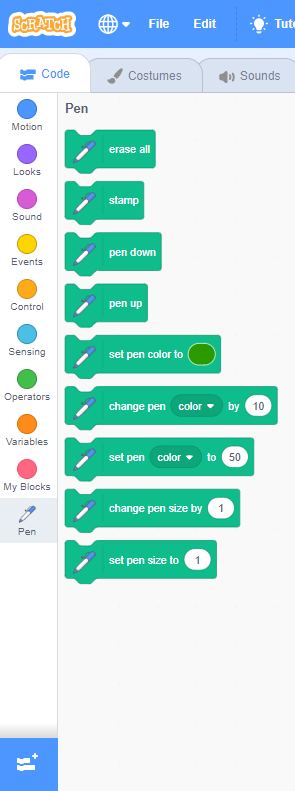 SCRATCH File Edit
Code Costumes Sounds
Pen
Motion
Looks
Sound
Events
Control
Sensing
Operators
Variables
My Blocks
Pen
erase all
stamp
pen down
pen up
set pen color to
change pen color by 10
set pen color to 50
change pen size by 1
set pen size to 1